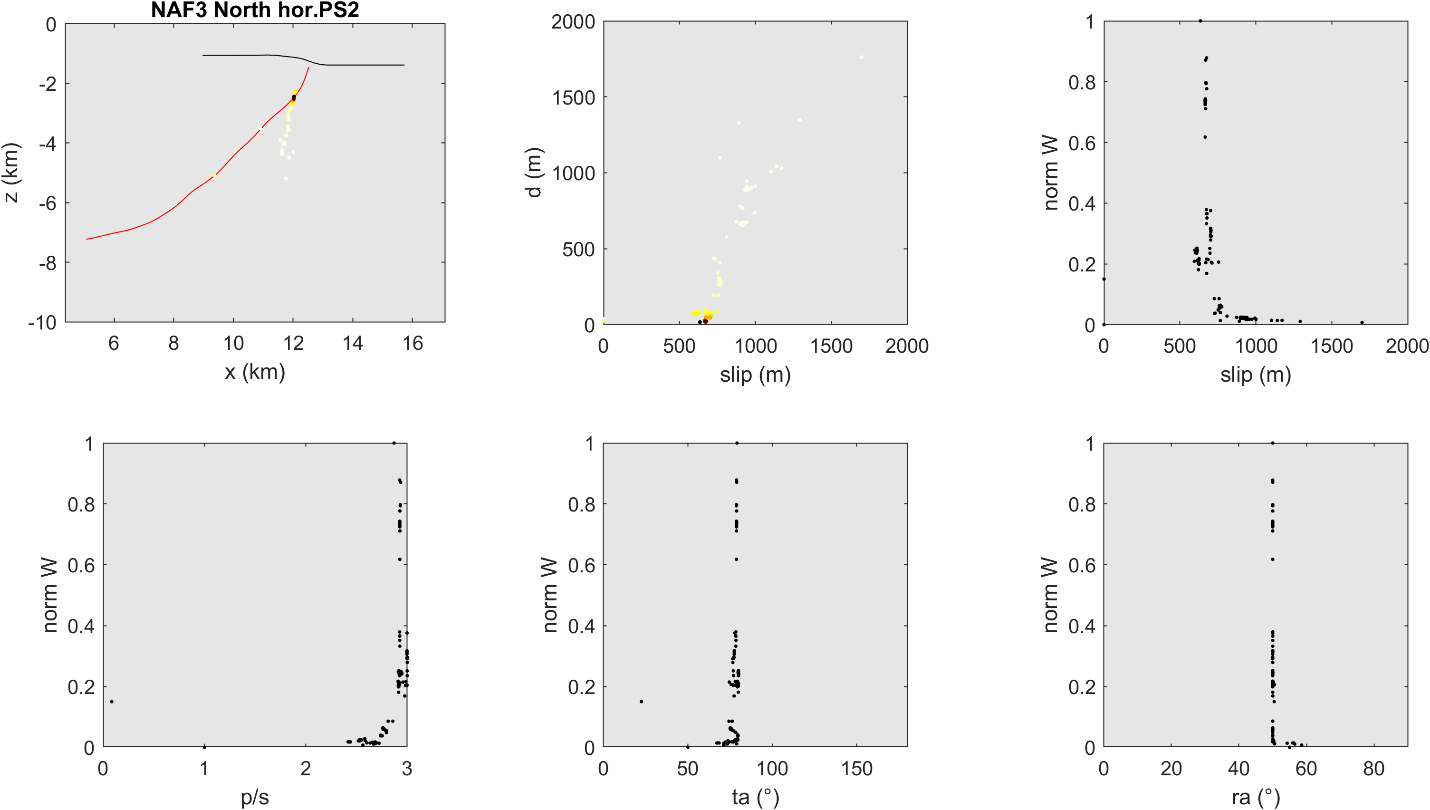 NAF3 North hor.PS2
0
-2
-4
-6
-8
-10
z (km)
6 8 10 12 14 16
x (km)
2000
1500
1000
500
0
d (m)
0 500 1000 1500 2000
slip (m)
1
0.8
0.6
0.4
0.2
0
norm W
0 500 1000 1500 2000
slip (m)
1
0.8
0.6
0.4
0.2
0
norm W
0 1 2 3
p/s
1
0.8
0.6
0.4
0.2
0
norm W
0 50 100 150
ta (°)
1
0.8
0.6
0.4
0.2
0
norm W
0 20 40 60 80
ra (°)